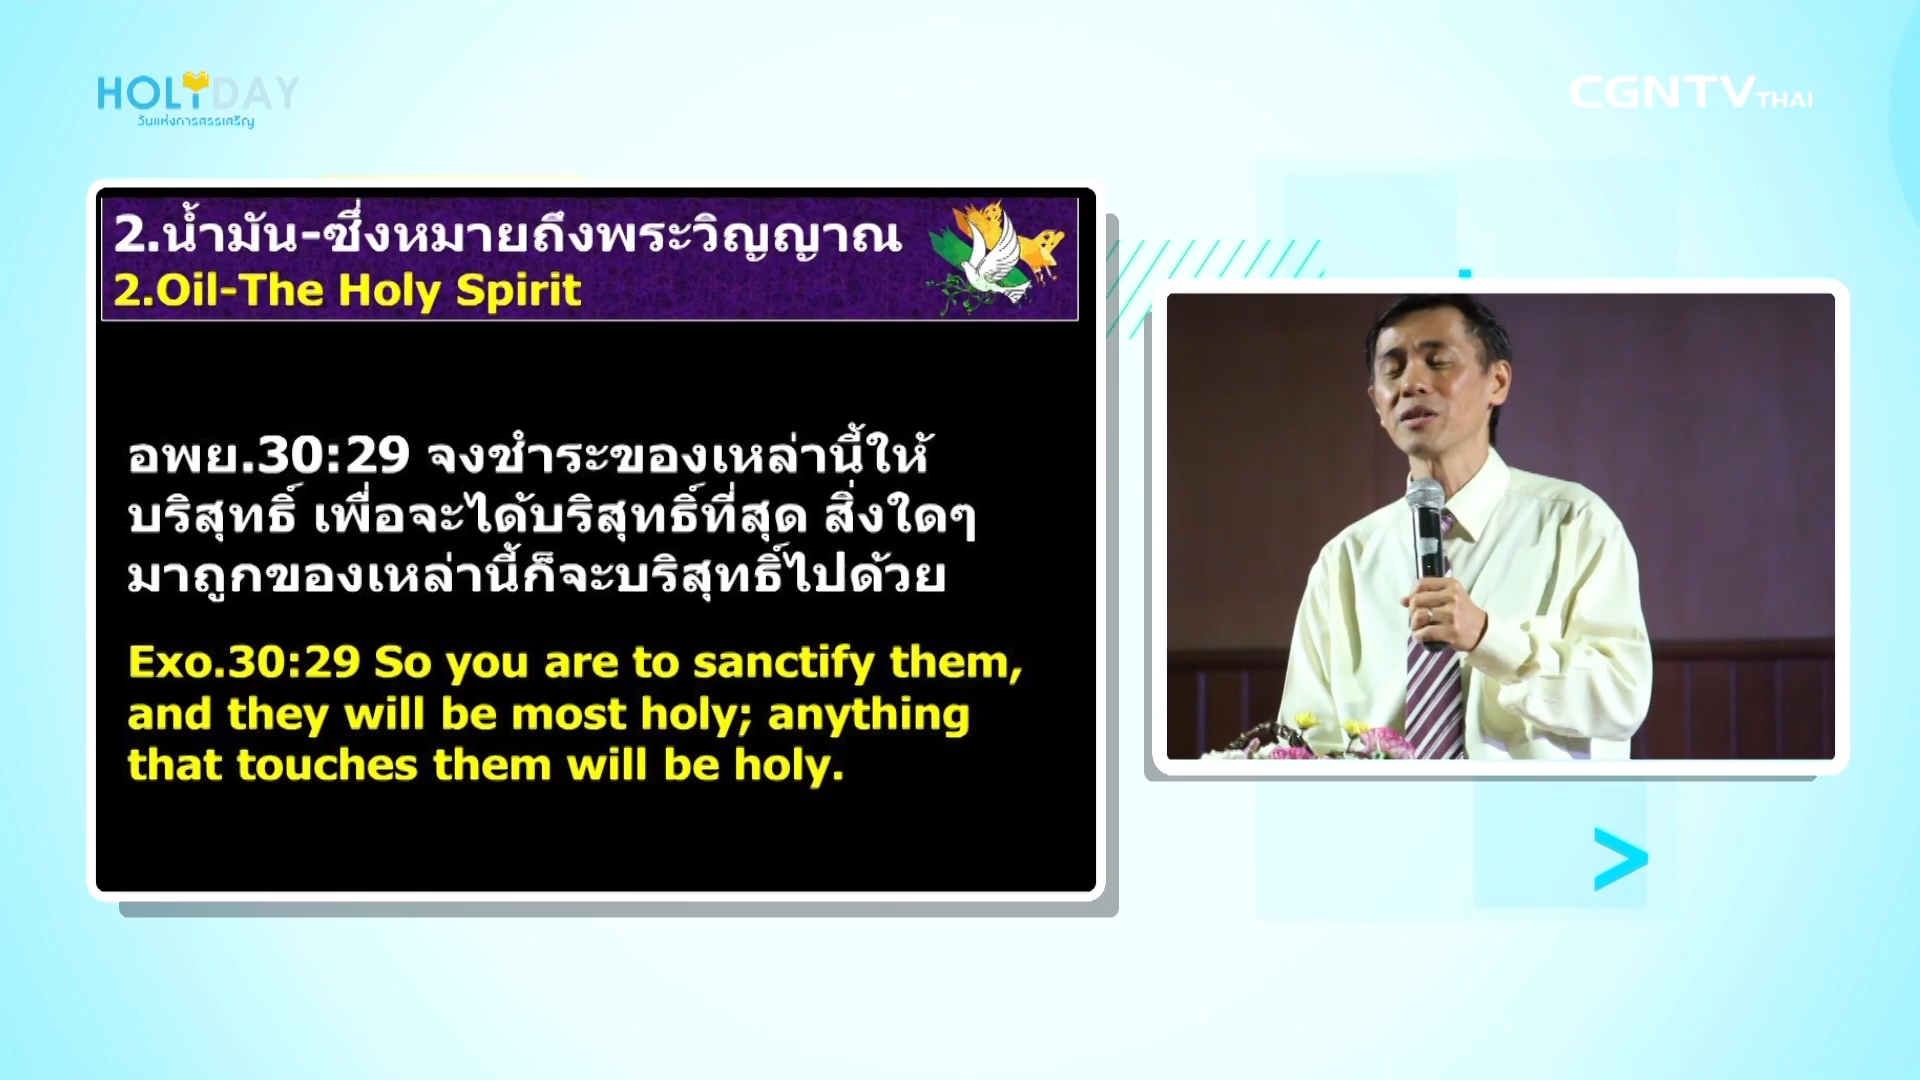 HOLYDAY
วันแห่งการสรรเสริญ
CGNTV THAI
2.น้ำมัน-ซึ่งหมายถึงพระวิญญาณ
2.Oil-The Holy Spirit
อพย.30:29 จงชำระของเหล่านี้ให้
บริสุทธิ์ เพื่อจะได้บริสุทธิ์ที่สุด สิ่งใดๆ
มาถูกของเหล่านี้ก็จะบริสุทธิ์ไปด้วย
Exo.30:29 So you are to sanctify them,
and they will be most holy; anything
that touches them will be holy.